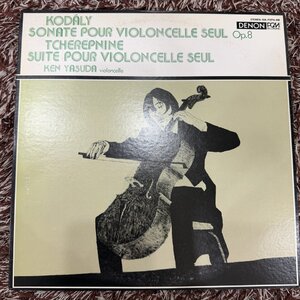 KODÁLY
SONATE POUR VIOLONCELLE SEUL Op.8
TCHEREPNINE
SUITE POUR VIOLONCELLE SEUL
KEN YASUDA violoncelle
DENON PCM